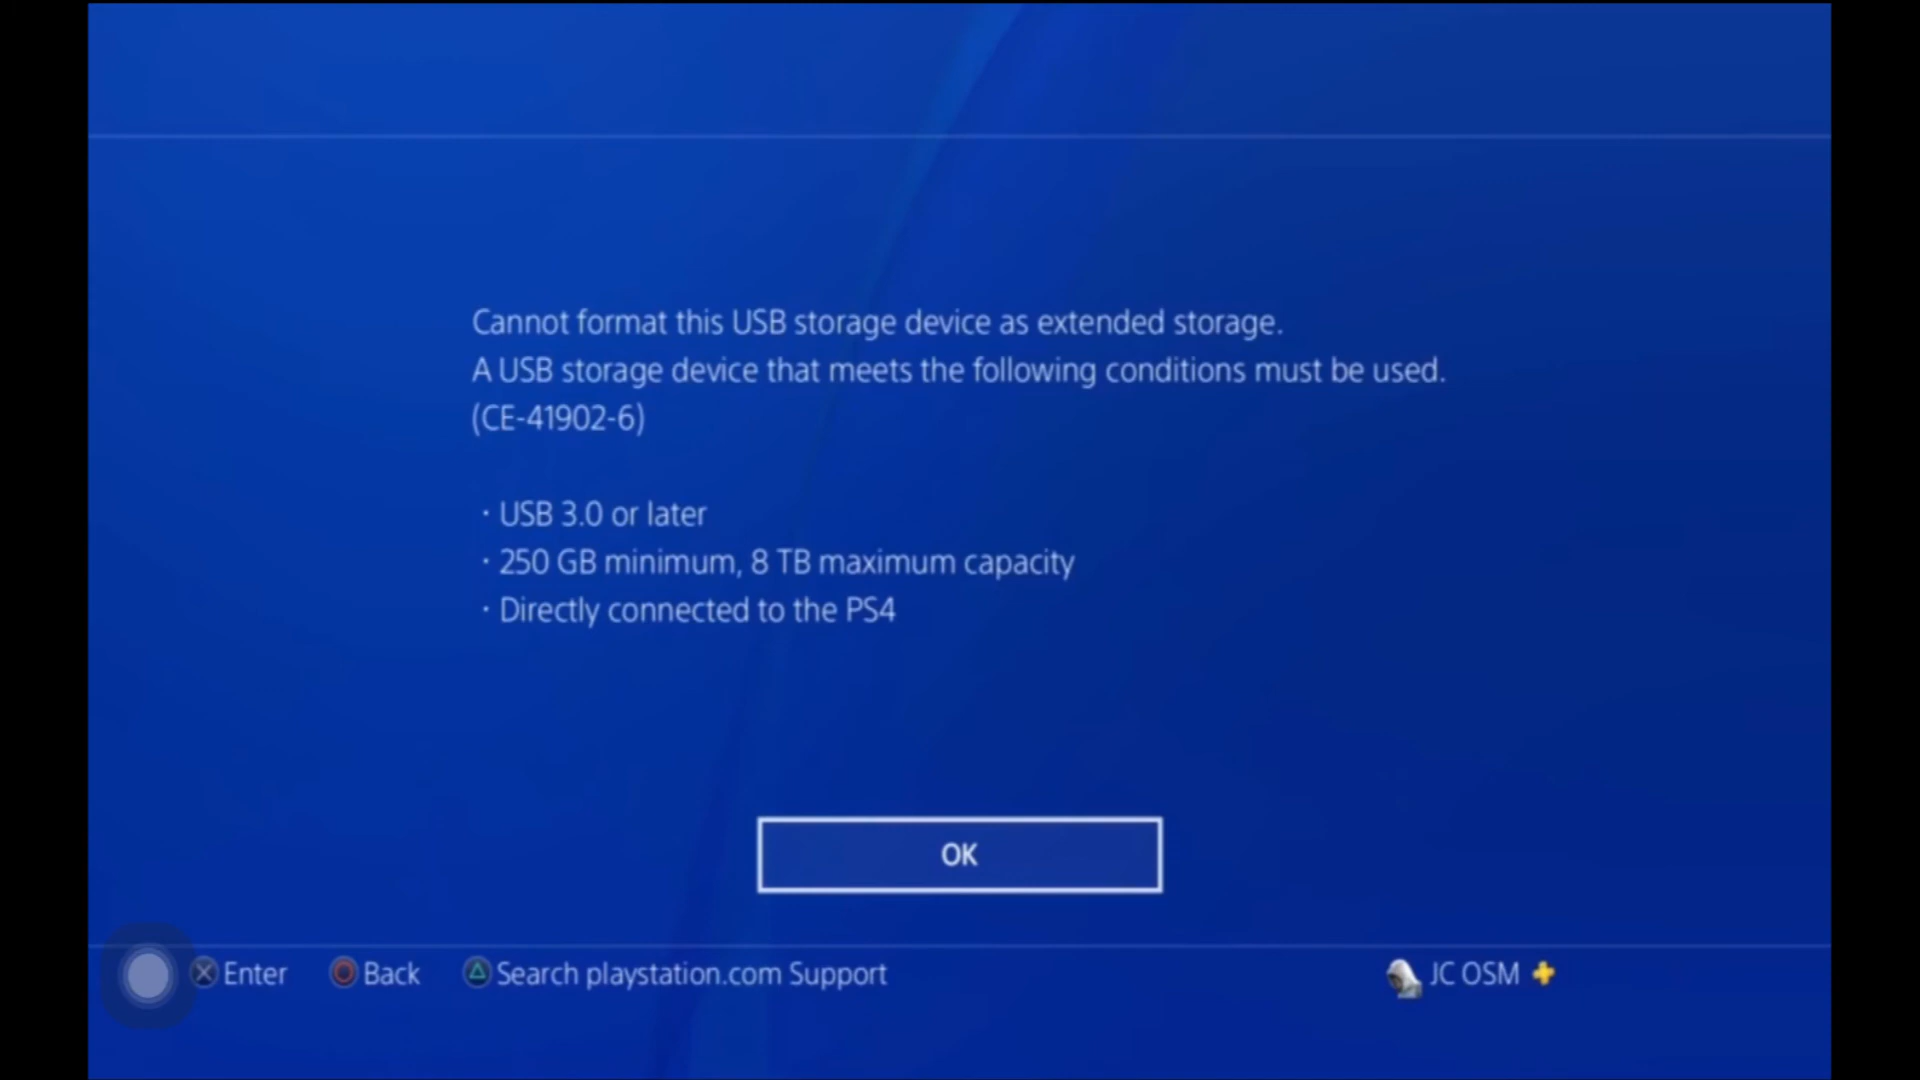 Cannot format this USB storage device as extended storage.
A USB storage device that meets the following conditions must be used.
(CE-41902-6)
・USB 3.0 or later
・250 GB minimum, 8 TB maximum capacity
・Directly connected to the PS4
OK
Enter Back Search playstation.com Support JC OSM